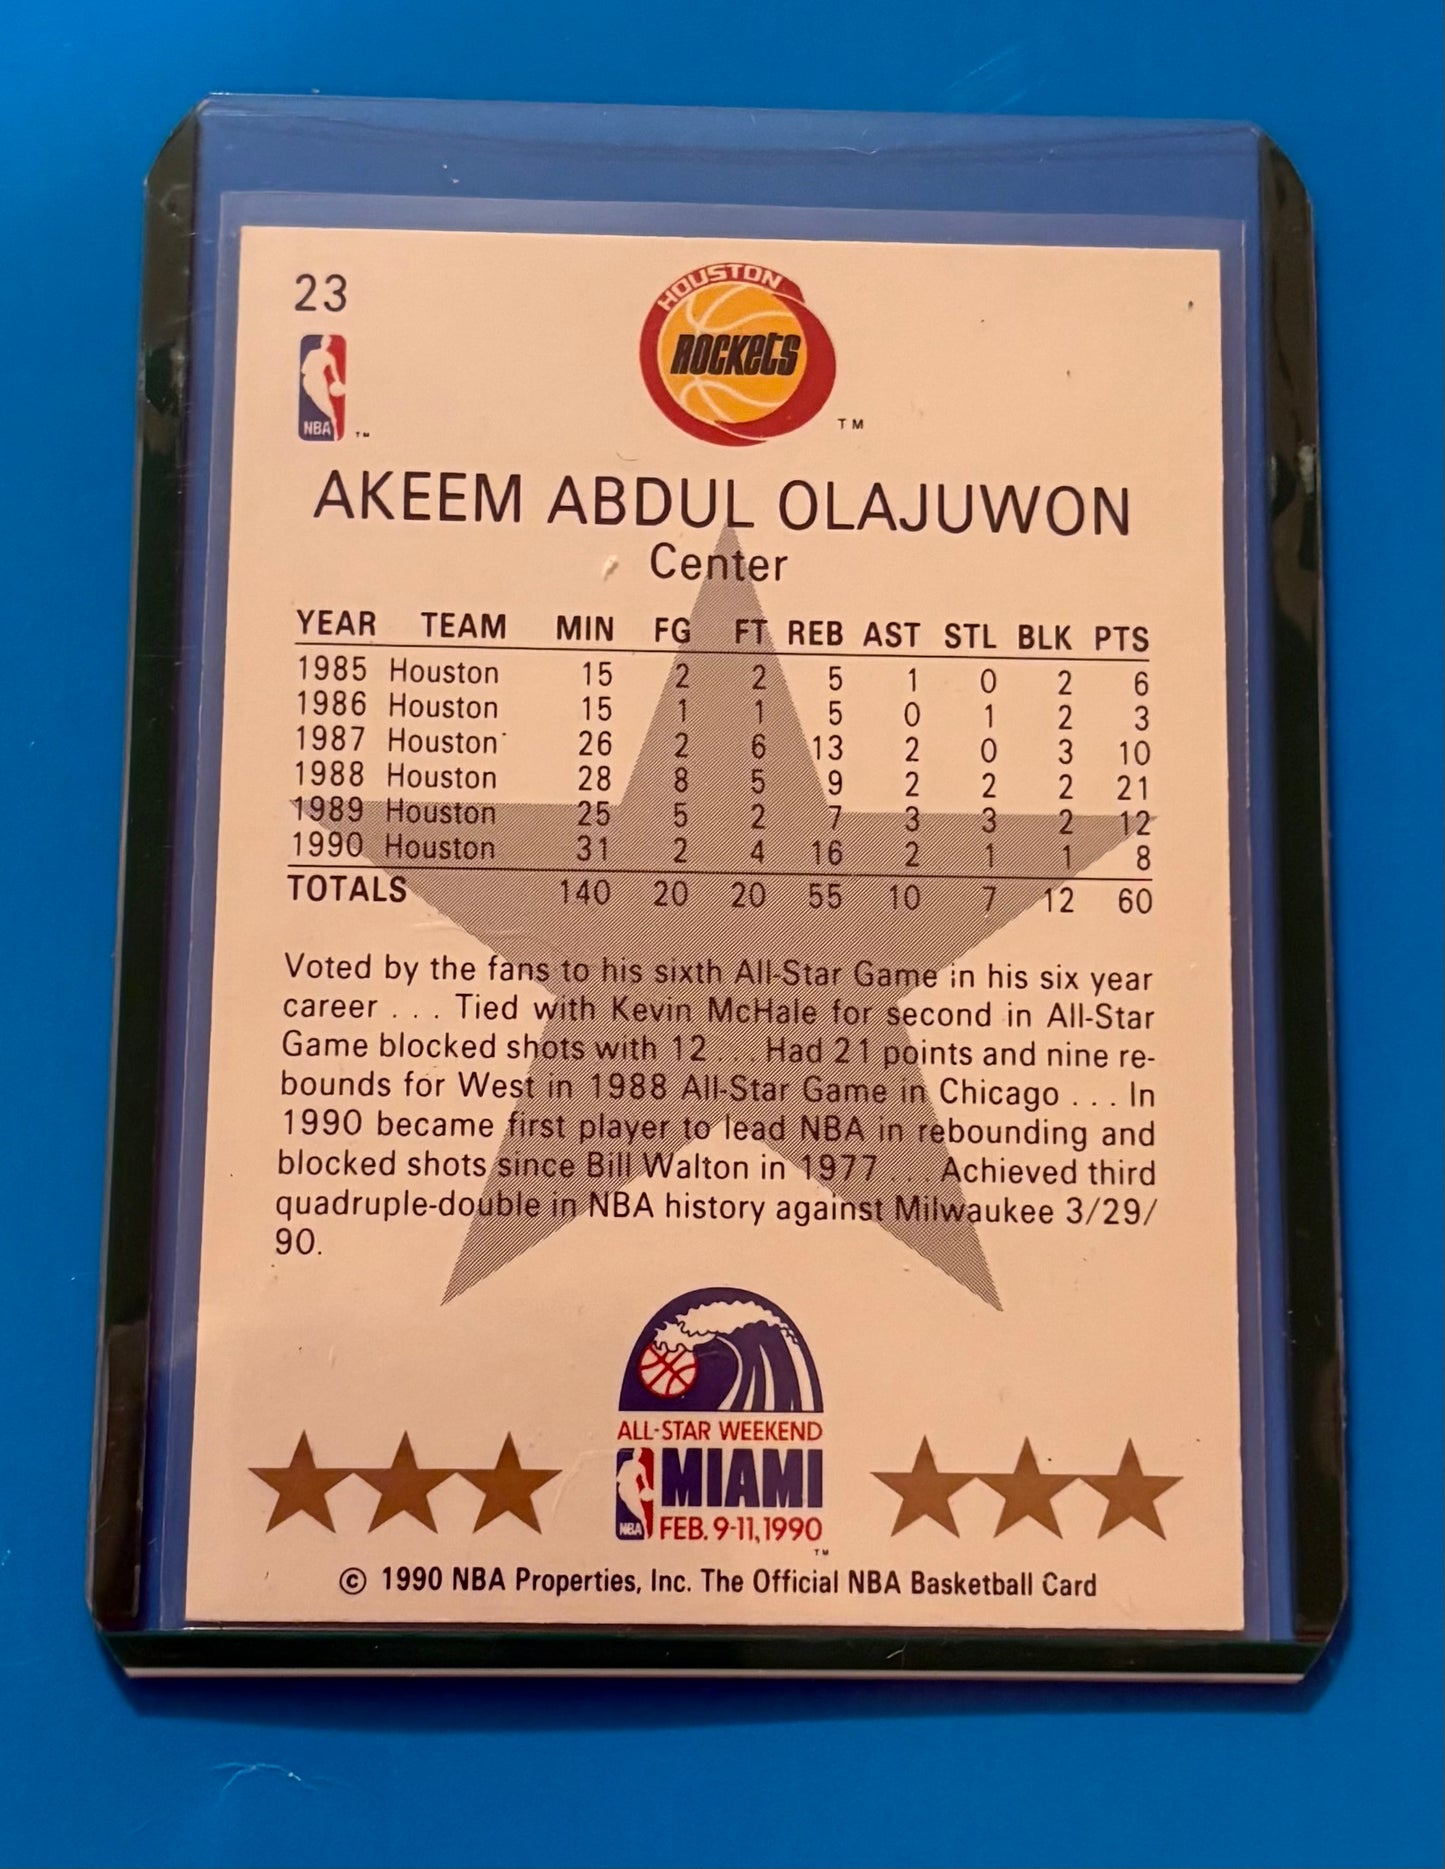 23
HOUSTON
ROCKETS
TM
NBA
TM
AKEEM ABDUL OLAJUWON
Center
YEAR TEAM MIN FG FT REB AST STL BLK PTS
1985 Houston 15 2 2 5 1 0 2 6
1986 Houston 15 1 1 5 0 1 2 3
1987 Houston 26 2 6 13 2 0 3 10
1988 Houston 28 8 5 9 2 2 2 21
1989 Houston 25 5 2 7 3 3 2 12
1990 Houston 31 2 4 16 2 1 1 8
TOTALS 140 20 20 55 10 7 12 60
Voted by the fans to his sixth All-Star Game in his six year
career . . . Tied with Kevin McHale for second in All-Star
Game blocked shots with 12 . . . Had 21 points and nine re-
bounds for West in 1988 All-Star Game in Chicago . . . In
1990 became first player to lead NBA in rebounding and
blocked shots since Bill Walton in 1977 . . . Achieved third
quadruple-double in NBA history against Milwaukee 3/29/
90.
ALL-STAR WEEKEND
MIAMI
NBA FEB. 9-11, 1990
TM
© 1990 NBA Properties, Inc. The Official NBA Basketball Card